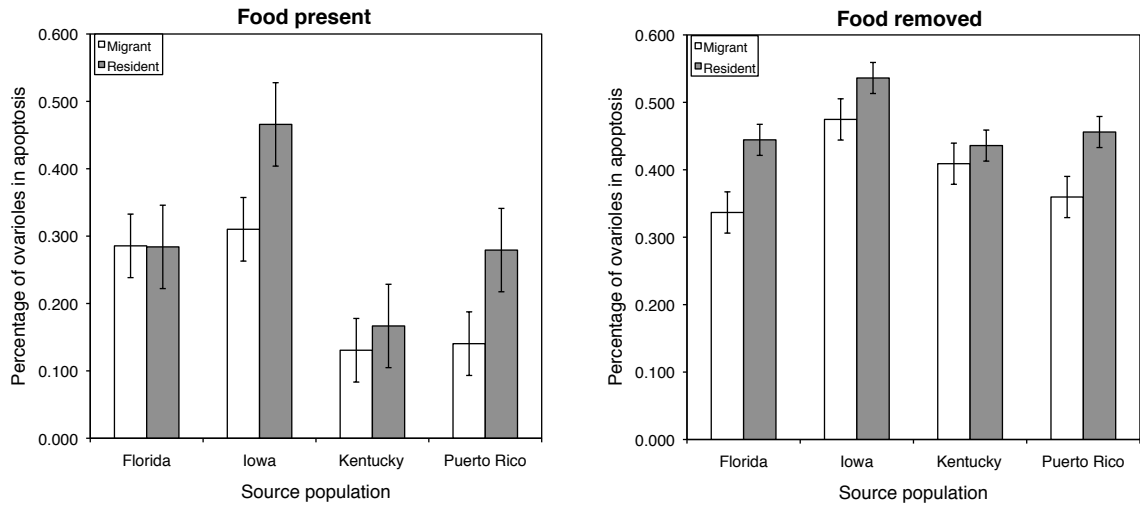 Food present
Migrant
Resident
Percentage of ovarioles in apoptosis
0.600
0.500
0.400
0.300
0.200
0.100
0.000
Florida Iowa Kentucky Puerto Rico
Source population
Food removed
Migrant
Resident
Percentage of ovarioles in apoptosis
0.600
0.500
0.400
0.300
0.200
0.100
0.000
Florida Iowa Kentucky Puerto Rico
Source population